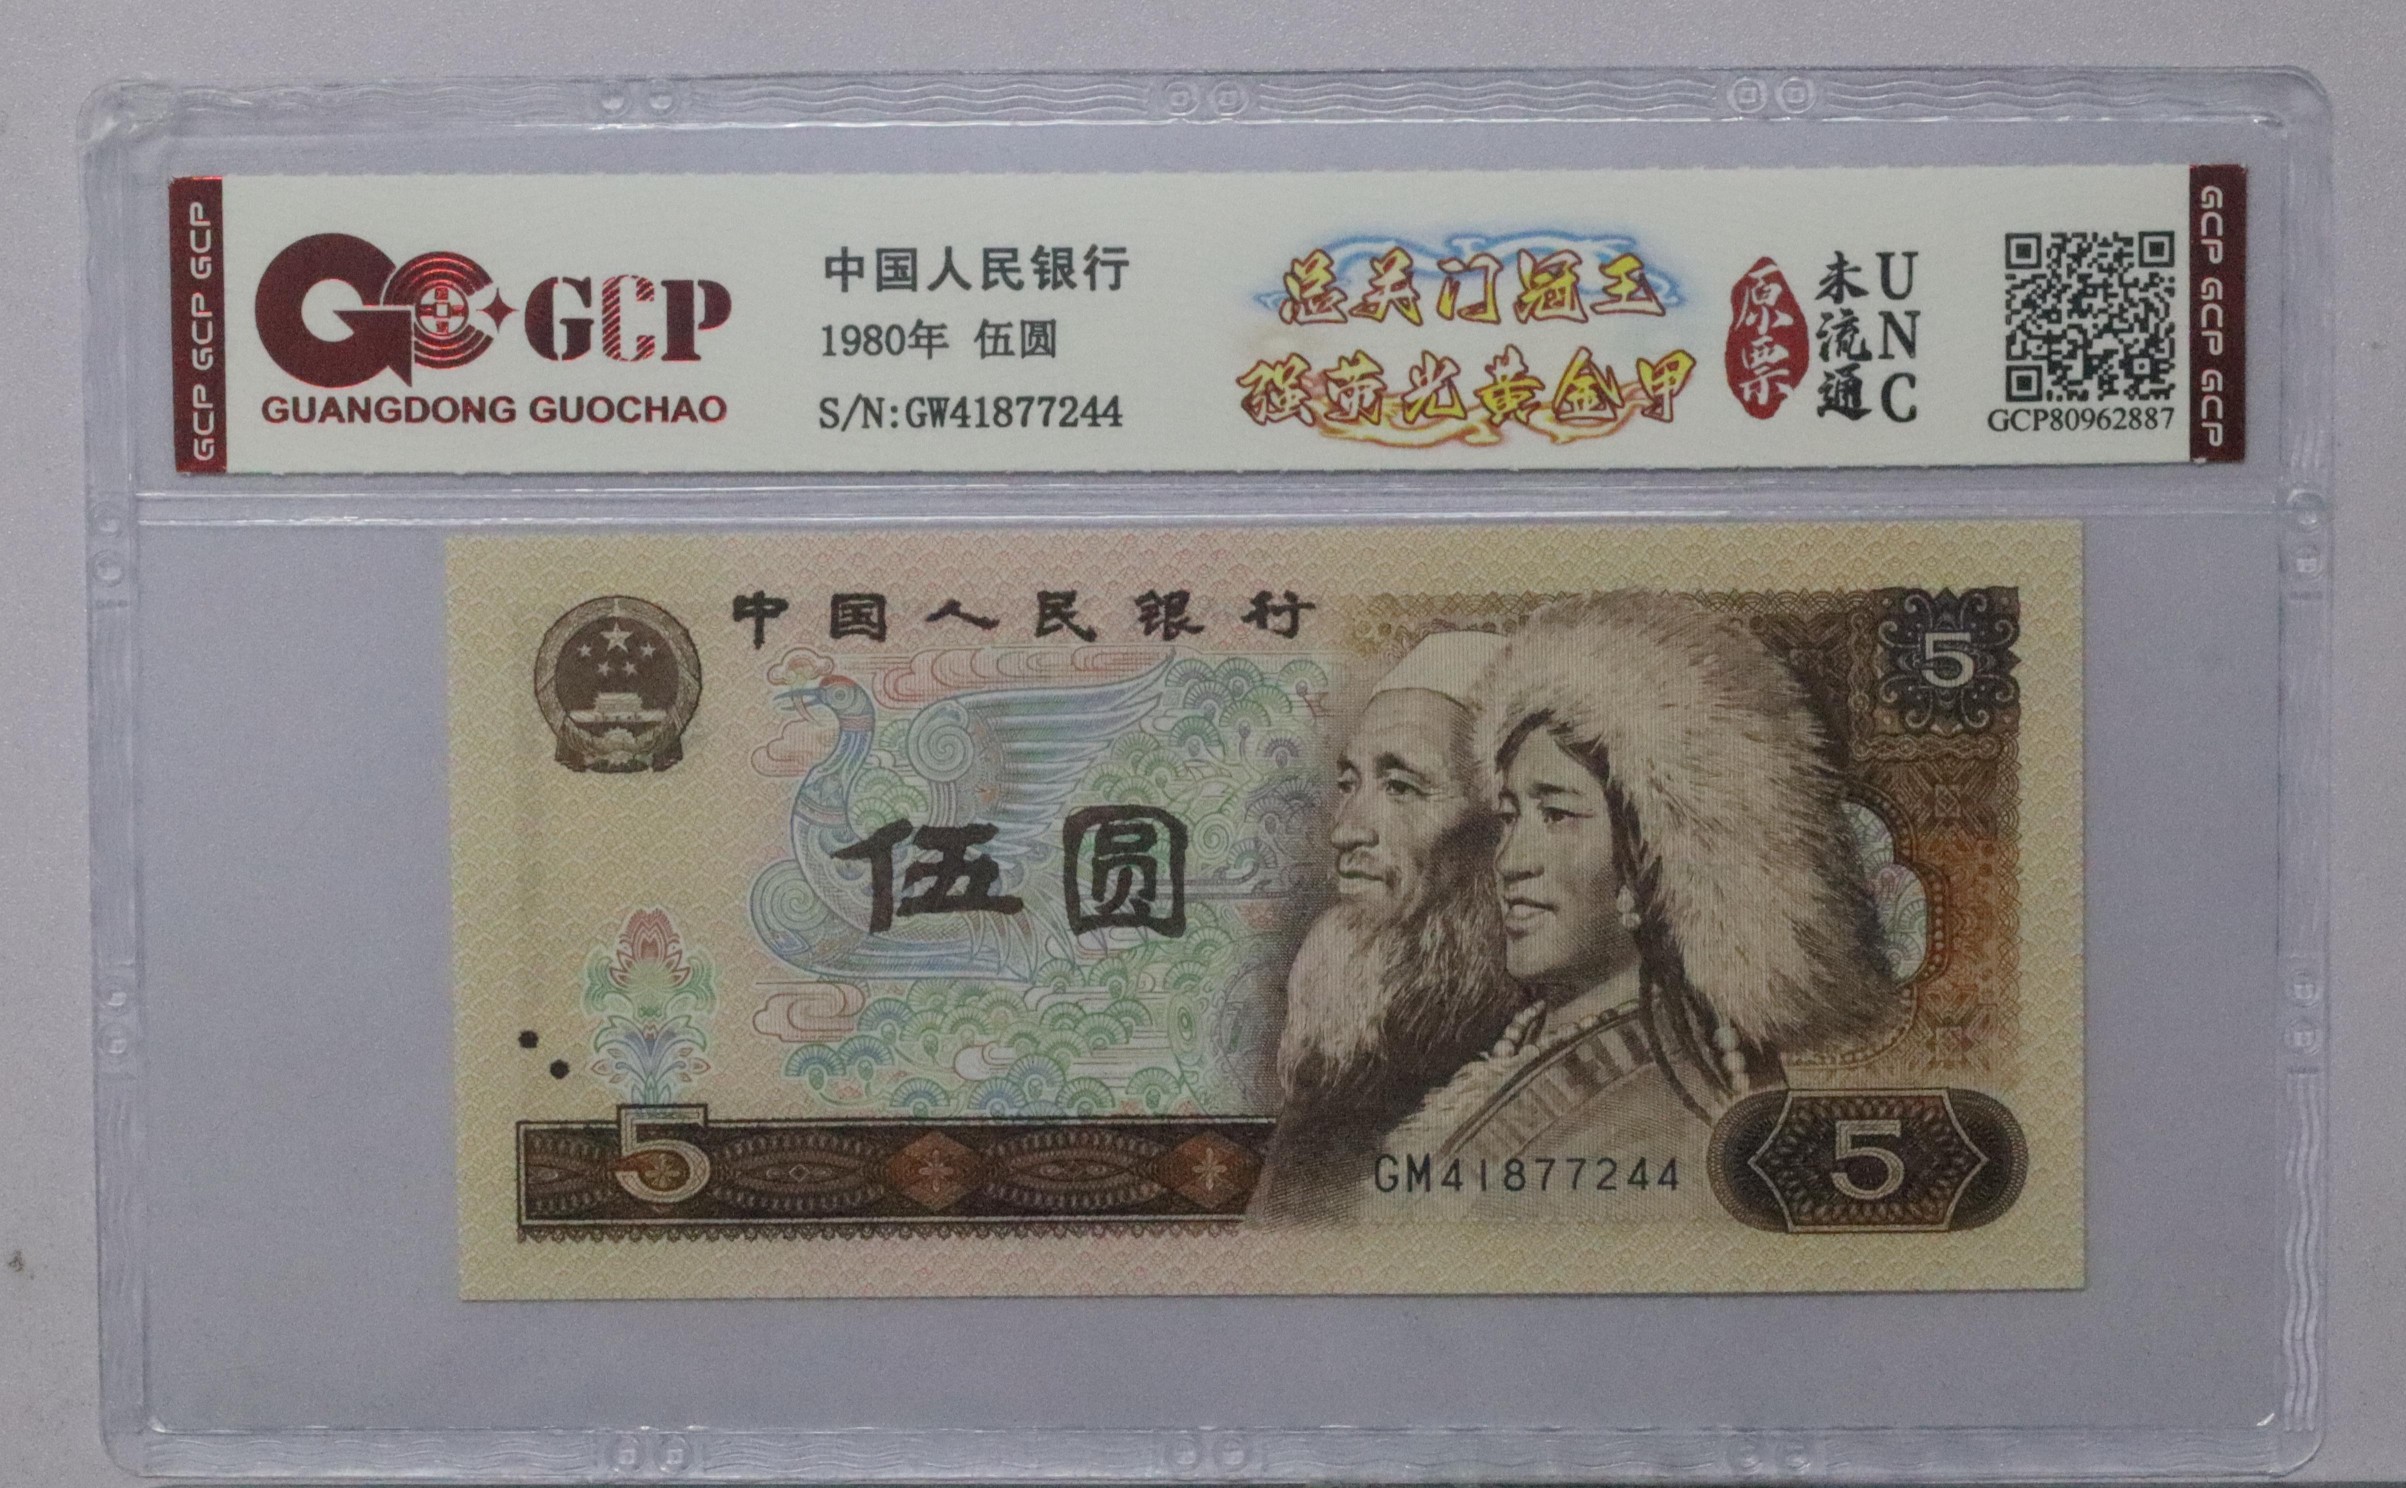 GCP GCP GCP
GCP
GUANGDONG GUOCHAO
中国人民银行
1980年 伍圆
S/N:GW41877244
总关门冠王
强荧光黄金甲
原票
未流通
UNC
GCP80962887
GCP GCP GCP
中国人民银行
5
伍圆
5
GM41877244
5